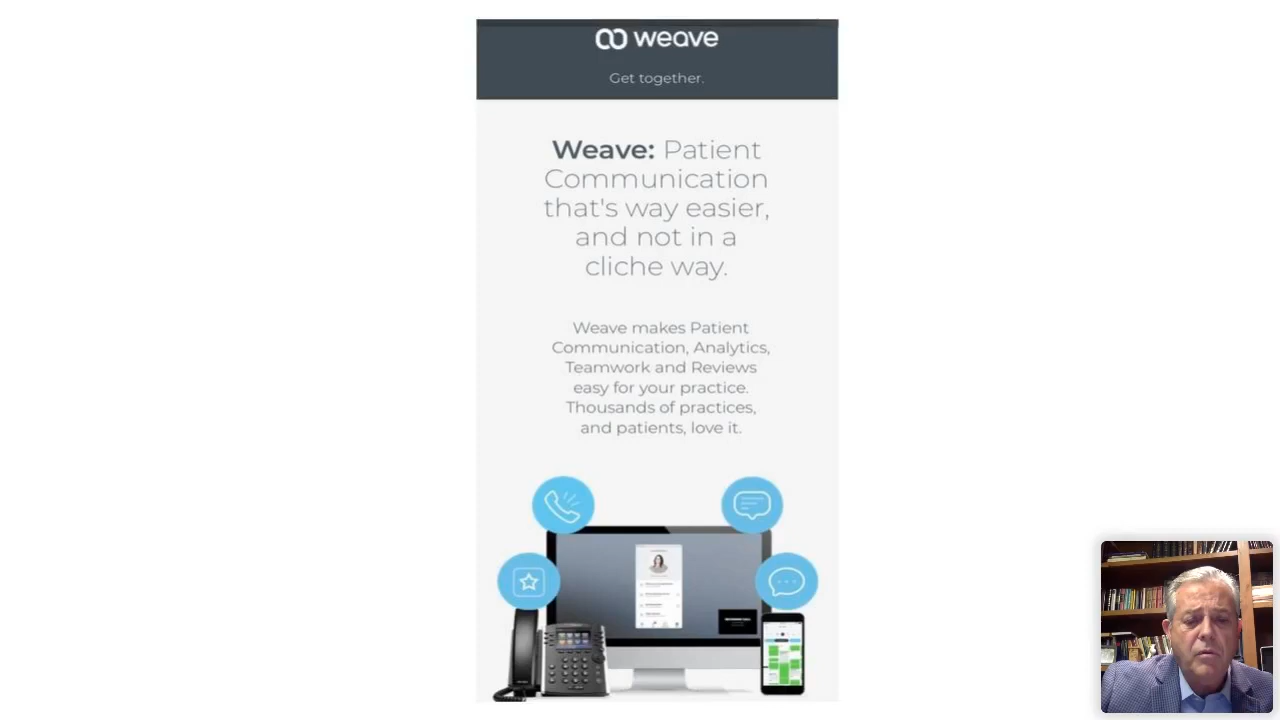 weave
Get together.
Weave: Patient
Communication
that's way easier,
and not in a
cliche way.
Weave makes Patient
Communication, Analytics,
Teamwork and Reviews
easy for your practice.
Thousands of practices,
and patients, love it.